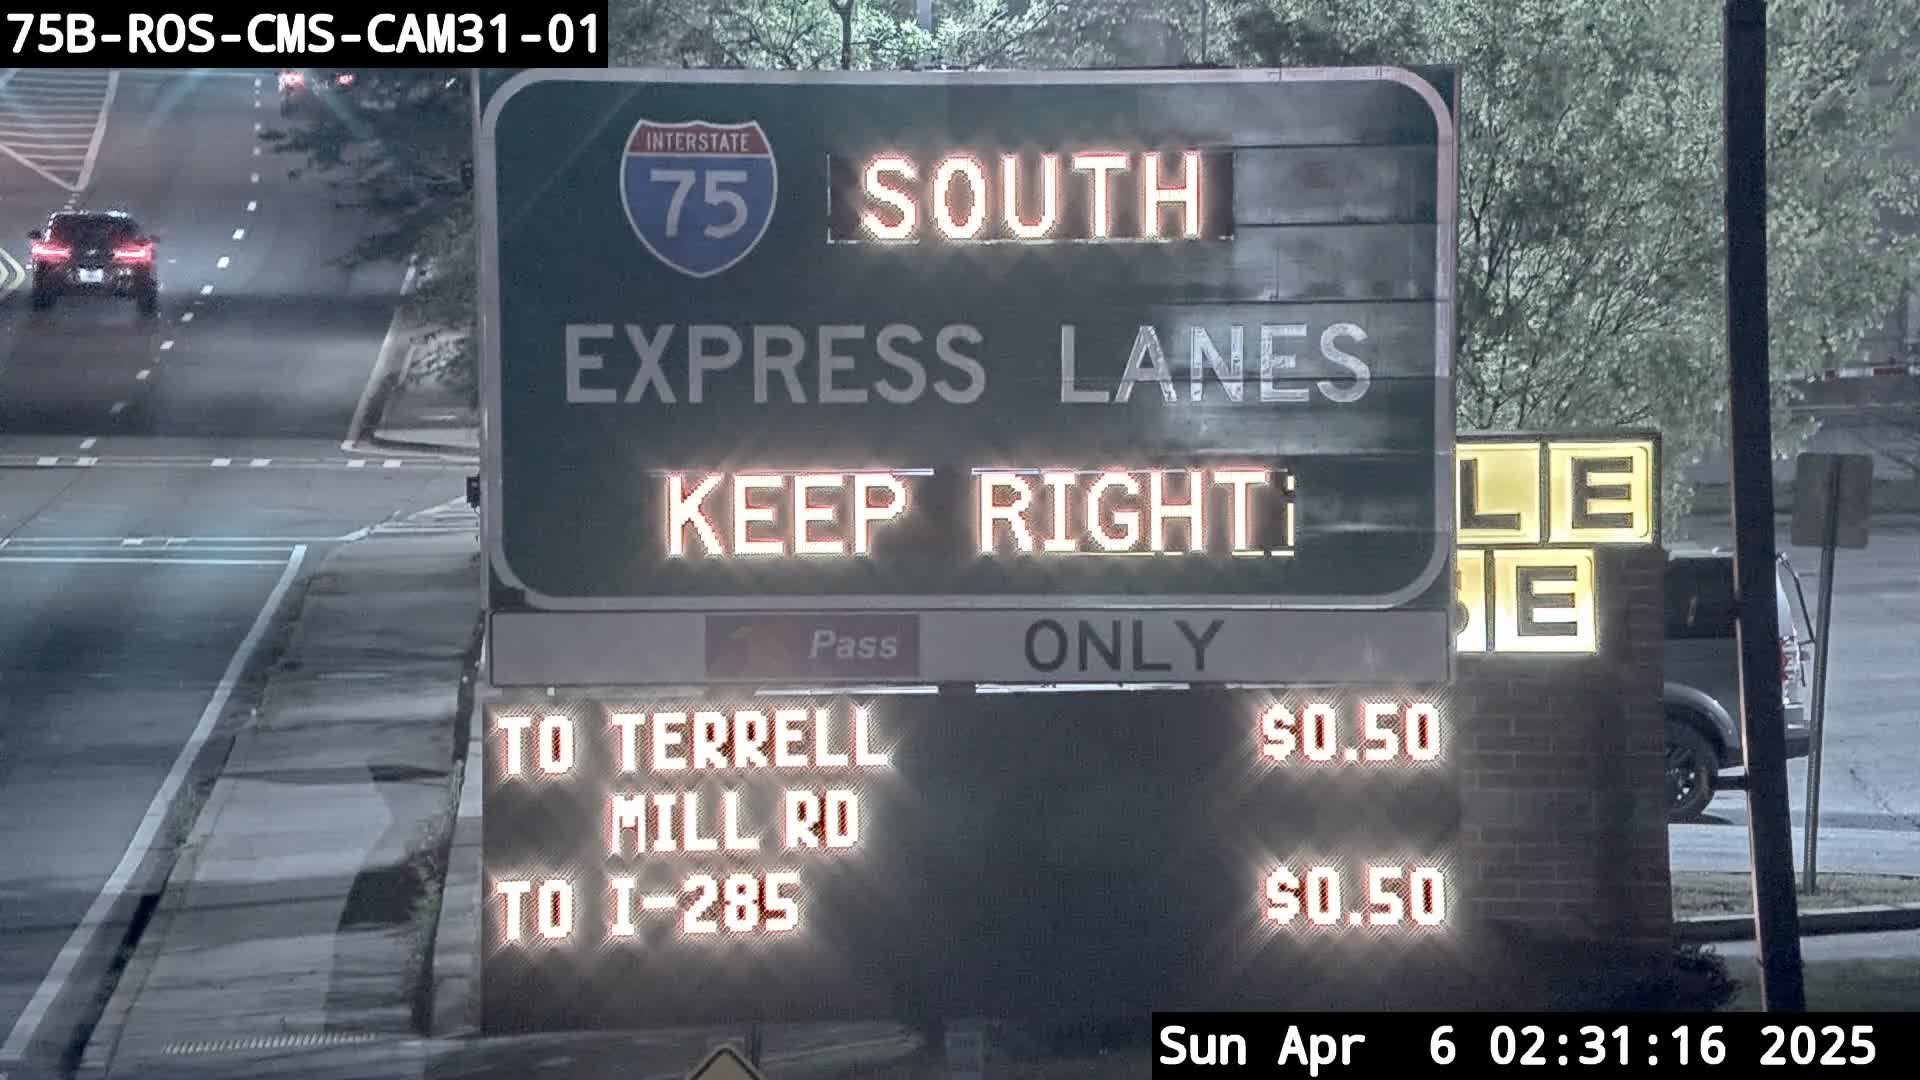 75B-ROS-CMS-CAM31-01
INTERSTATE
75
SOUTH
EXPRESS LANES
KEEP RIGHT
Pass ONLY
TO TERRELL $0.50
MILL RD
TO I-285 $0.50
LE
E
Sun Apr 6 02:31:16 2025